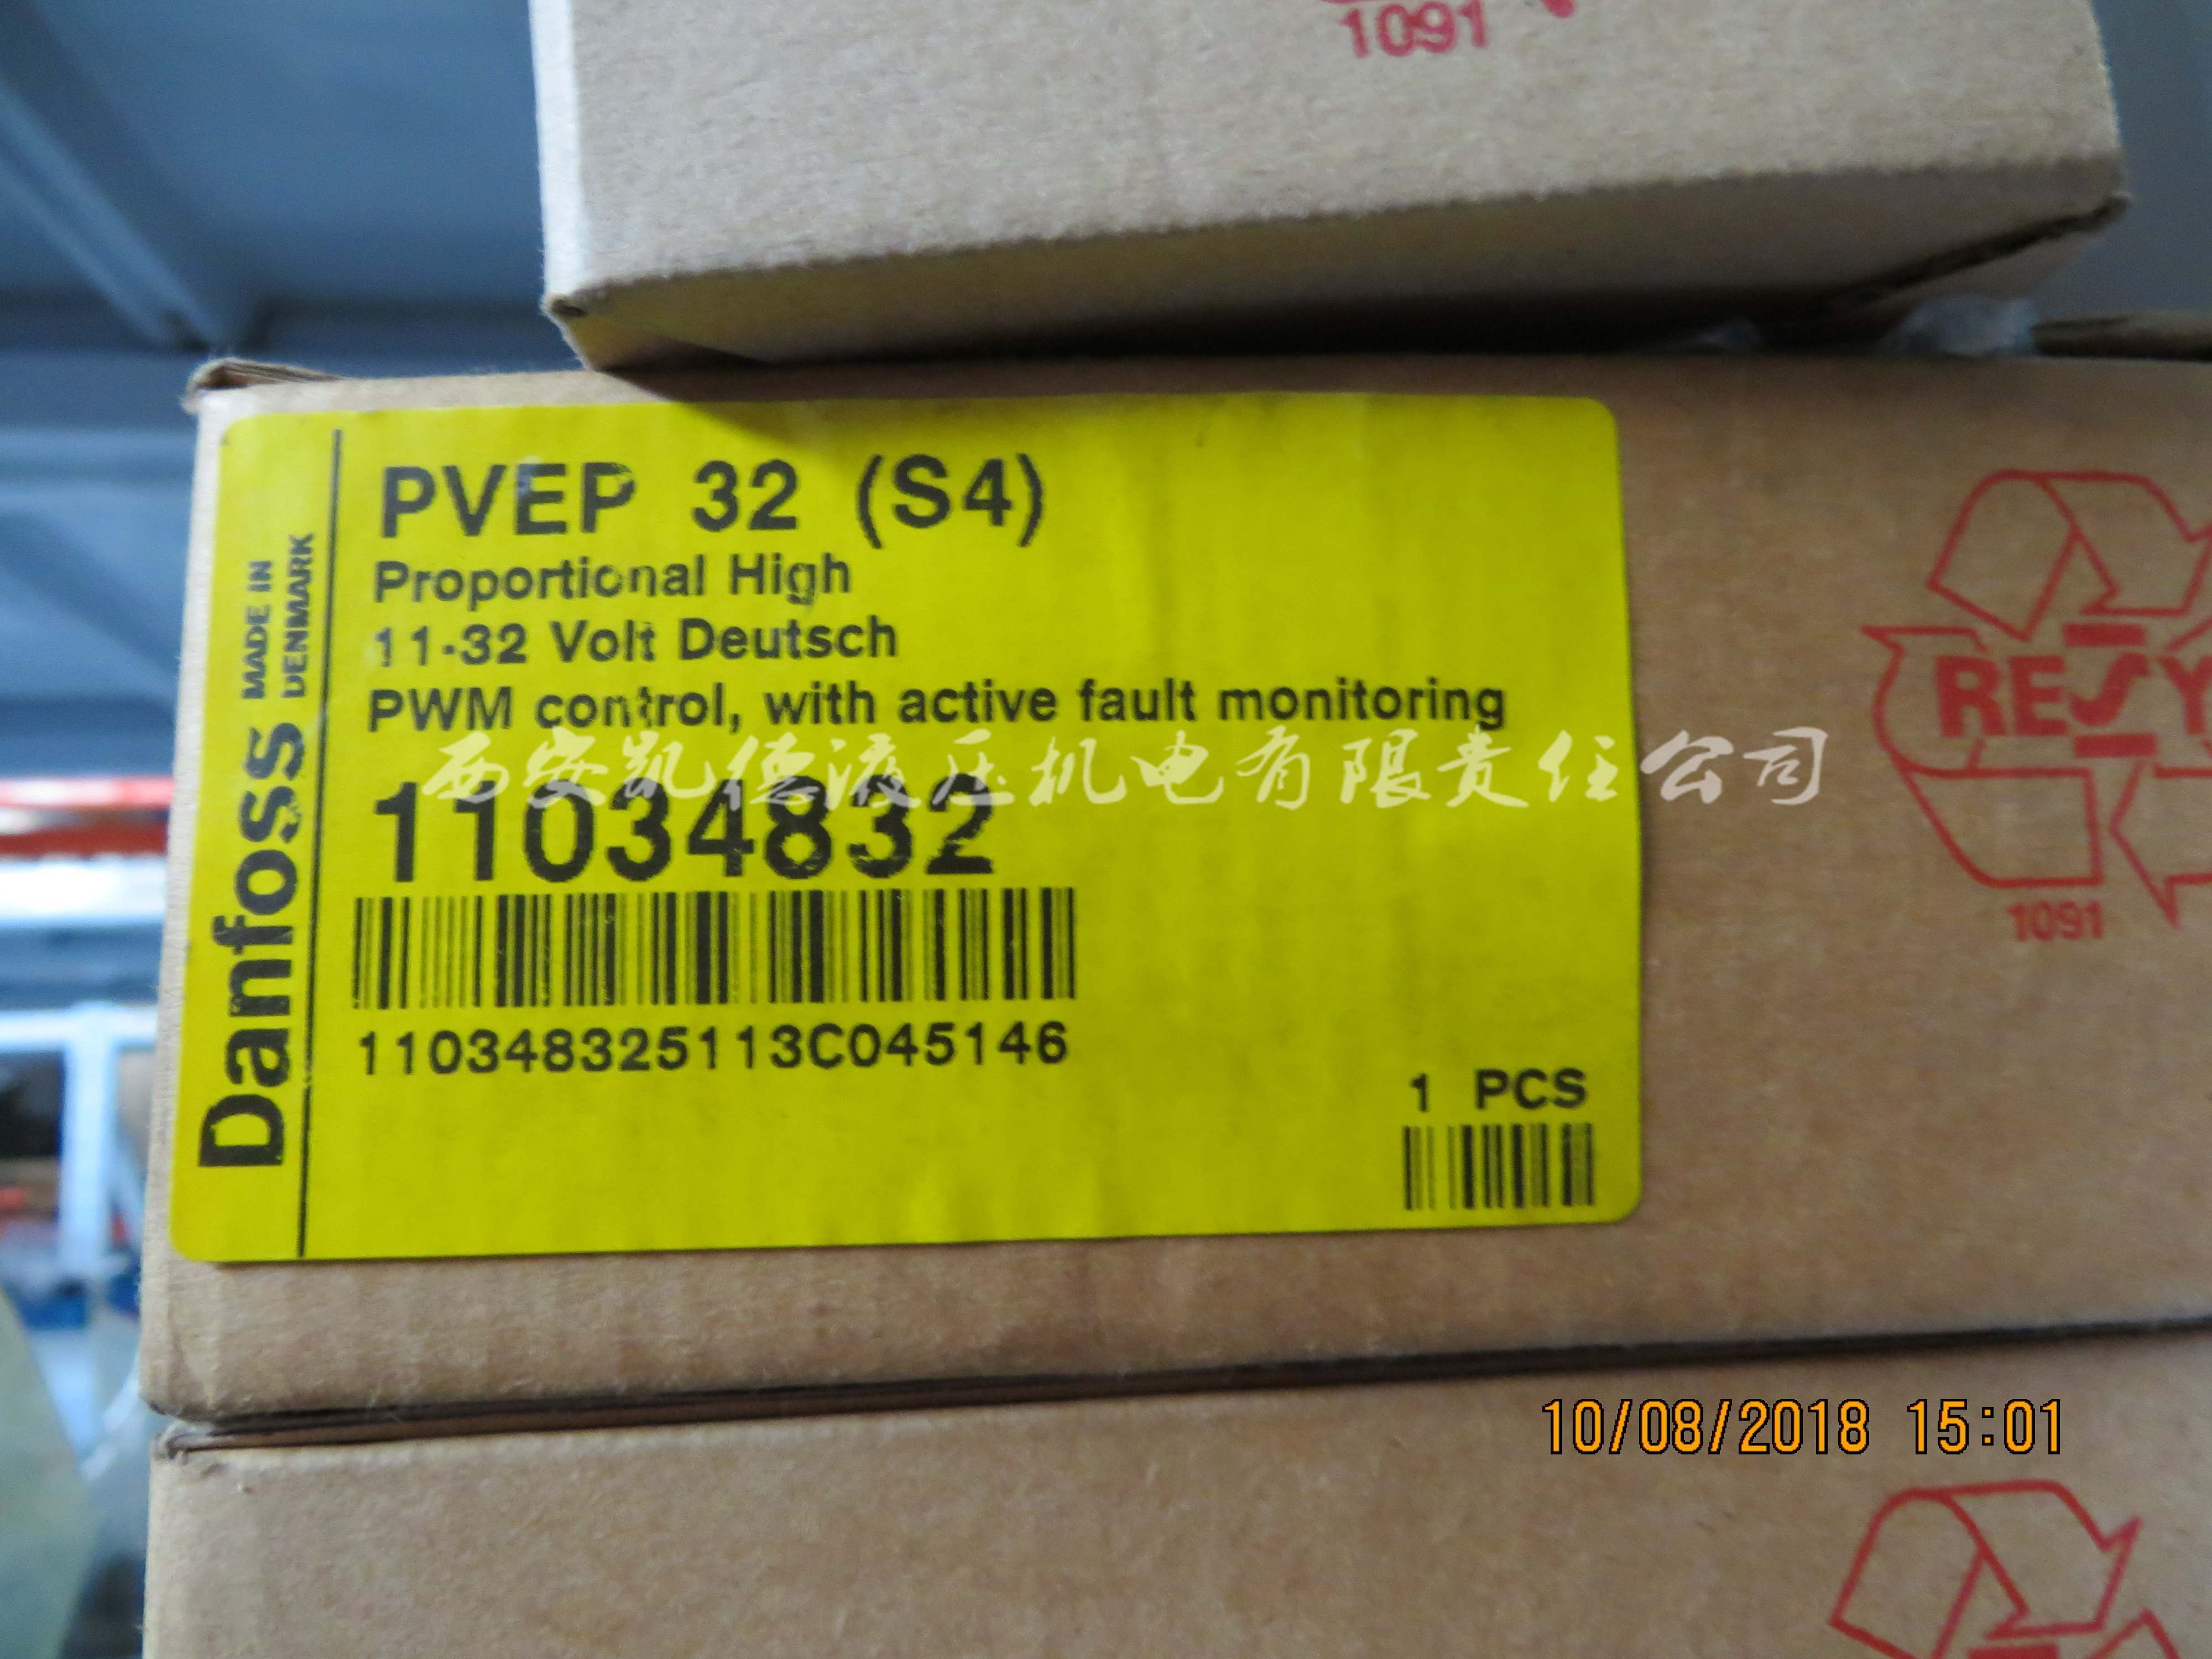 1091
PVEP 32 (S4)
Proportional High
11-32 Volt Deutsch
PWM control, with active fault monitoring
西安凯德液压机电有限责任公司
11034832
110348325113C045146
1 PCS
Danfoss
MADE IN
DENMARK
RESY
1091
10/08/2018 15:01